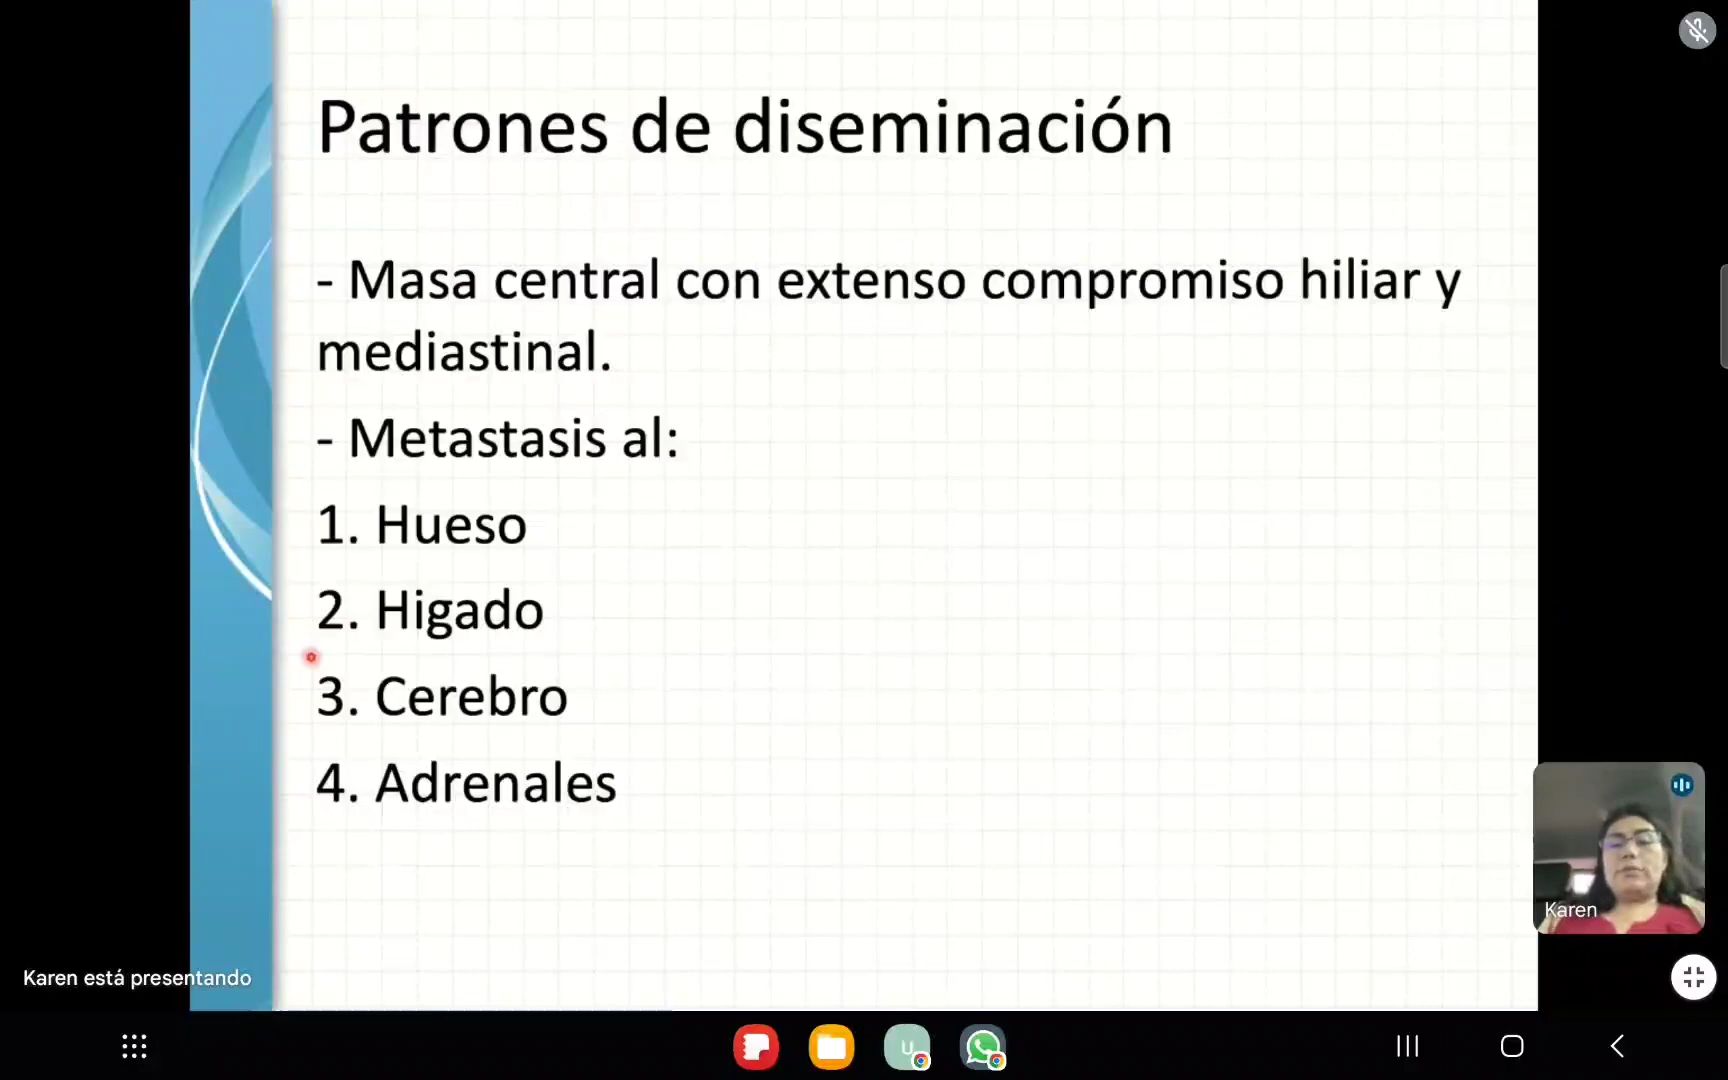 Patrones de diseminación
- Masa central con extenso compromiso hiliar y
mediastinal.
- Metastasis al:
1. Hueso
2. Higado
3. Cerebro
4. Adrenales
Karen
Karen está presentando
U